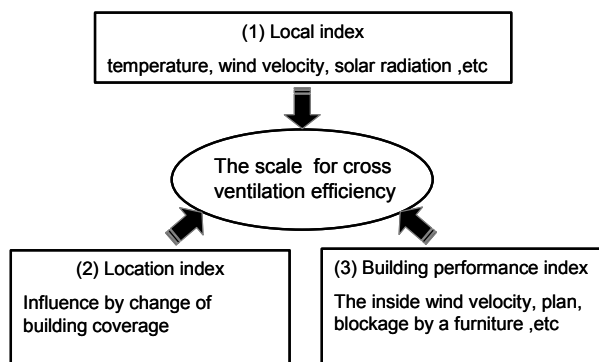 (1) Local index
temperature, wind velocity, solar radiation ,etc
The scale for cross
ventilation efficiency
(2) Location index
Influence by change of
building coverage
(3) Building performance index
The inside wind velocity, plan,
blockage by a furniture ,etc